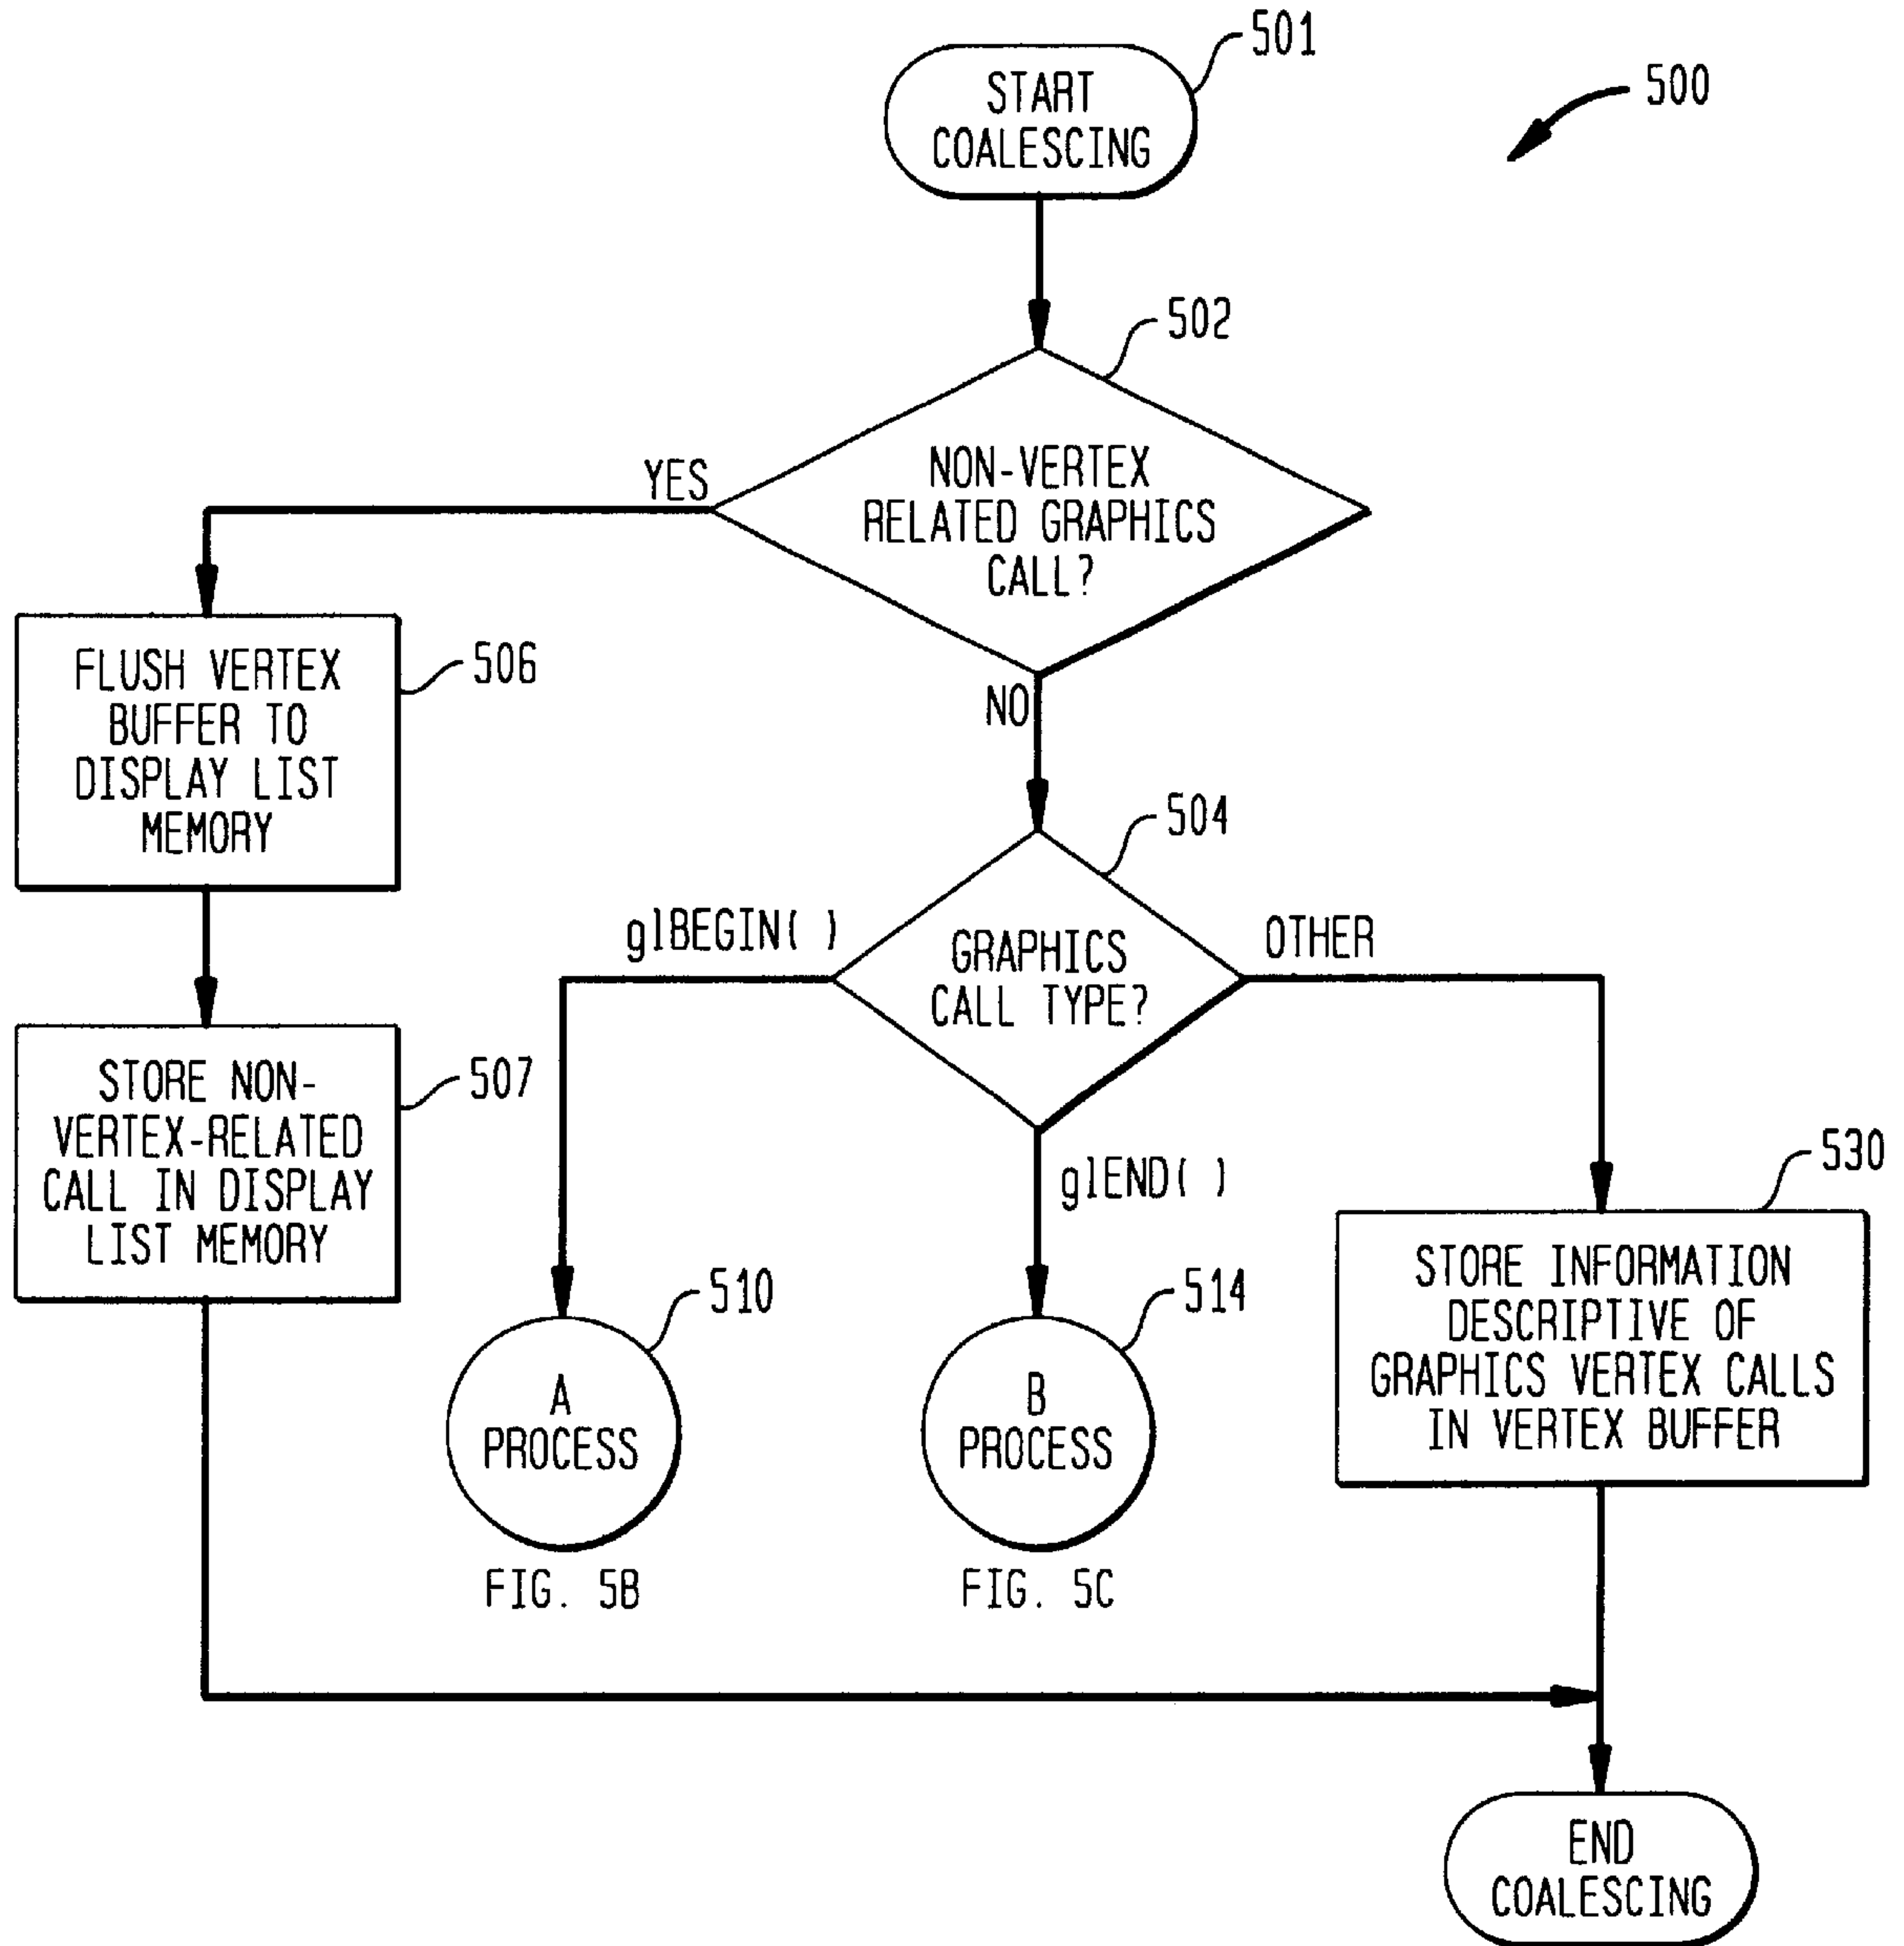 501
START
COALESCING
500
502
NON-VERTEX
RELATED GRAPHICS
CALL?
YES
NO
506
FLUSH VERTEX
BUFFER TO
DISPLAY LIST
MEMORY
504
GRAPHICS
CALL TYPE?
glBEGIN( )
OTHER
glEND( )
507
STORE NON-
VERTEX-RELATED
CALL IN DISPLAY
LIST MEMORY
510
A
PROCESS
FIG. 5B
514
B
PROCESS
FIG. 5C
530
STORE INFORMATION
DESCRIPTIVE OF
GRAPHICS VERTEX CALLS
IN VERTEX BUFFER
END
COALESCING